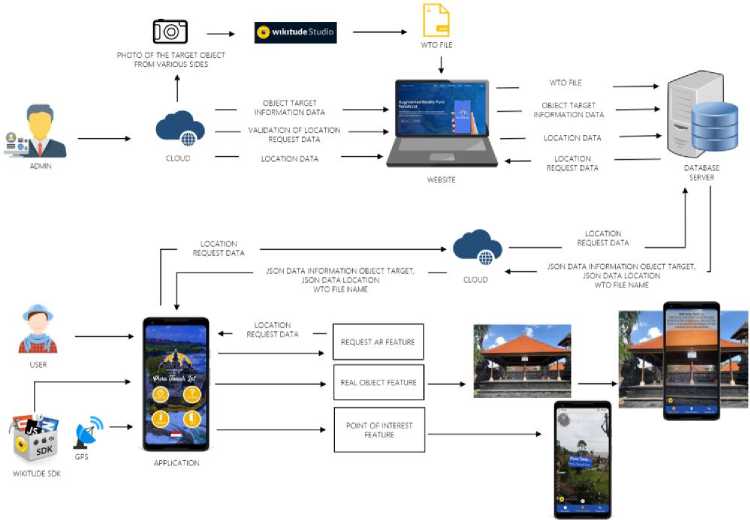 wikitude Studio
WTO FILE
PHOTO OF THE TARGET OBJECT
FROM VARIOUS SIDES
OBJECT TARGET
INFORMATION DATA
VALIDATION OF LOCATION
REQUEST DATA
LOCATION DATA
ADMIN
CLOUD
WEBSITE
WTO FILE
OBJECT TARGET
INFORMATION DATA
LOCATION DATA
LOCATION
REQUEST DATA
DATABASE
SERVER
LOCATION
REQUEST DATA
LOCATION
REQUEST DATA
JSON DATA INFORMATION OBJECT TARGET,
JSON DATA LOCATION
WTO FILE NAME
CLOUD
JSON DATA INFORMATION OBJECT TARGET,
JSON DATA LOCATION
WTO FILE NAME
LOCATION
REQUEST DATA
REQUEST AR FEATURE
USER
Pura Tanah Lot
REAL OBJECT FEATURE
JS
SDK
POINT OF INTEREST
FEATURE
WIKITUDE SDK
GPS
APPLICATION